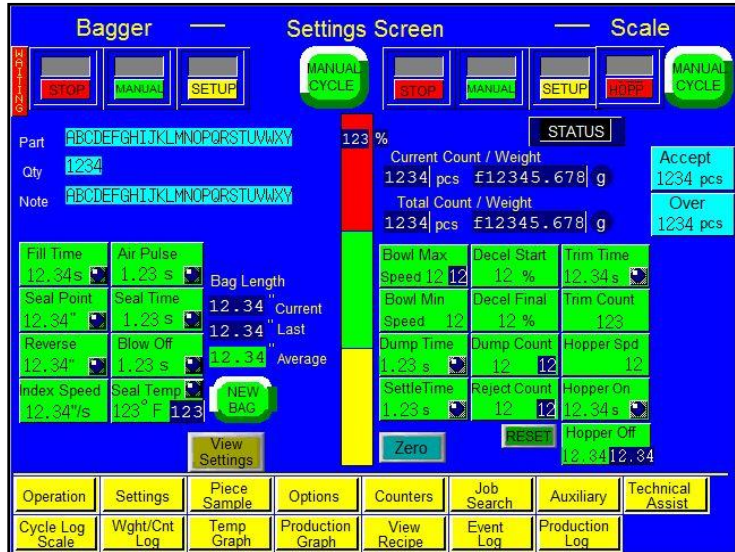 Bagger — Settings Screen — Scale
WAITING
STOP MANUAL SETUP MANUAL CYCLE STOP MANUAL SETUP HOPP MANUAL CYCLE
Part ABCDEFGHIJKLMNOPQRSTUVWXY
Qty 1234
Note ABCDEFGHIJKLMNOPQRSTUVWXY
123 %
STATUS
Current Count / Weight
1234 pcs f12345.678 g
Total Count / Weight
1234 pcs f12345.678 g
Accept
1234 pcs
Over
1234 pcs
Fill Time
12.34 s
Air Pulse
1.23 s
Seal Point
12.34"
Seal Time
1.23 s
Reverse
12.34"
Blow Off
1.23 s
Index Speed
12.34"/s
Seal Temp
123° F 123
Bag Length
12.34 " Current
12.34 " Last
12.34 " Average
NEW
BAG
View
Settings
Bowl Max
Speed 12 12
Decel Start
12 %
Trim Time
12.34 s
Bowl Min
Speed 12
Decel Final
12 %
Trim Count
123
Dump Time
1.23 s
Dump Count
12 12
Hopper Spd
12
SettleTime
1.23 s
Reject Count
12 12
Hopper On
12.34 s
Zero
RESET
Hopper Off
12.34 12.34
Operation
Settings
Piece
Sample
Options
Counters
Job
Search
Auxiliary
Technical
Assist
Cycle Log
Scale
Wght/Cnt
Log
Temp
Graph
Production
Graph
View
Recipe
Event
Log
Production
Log